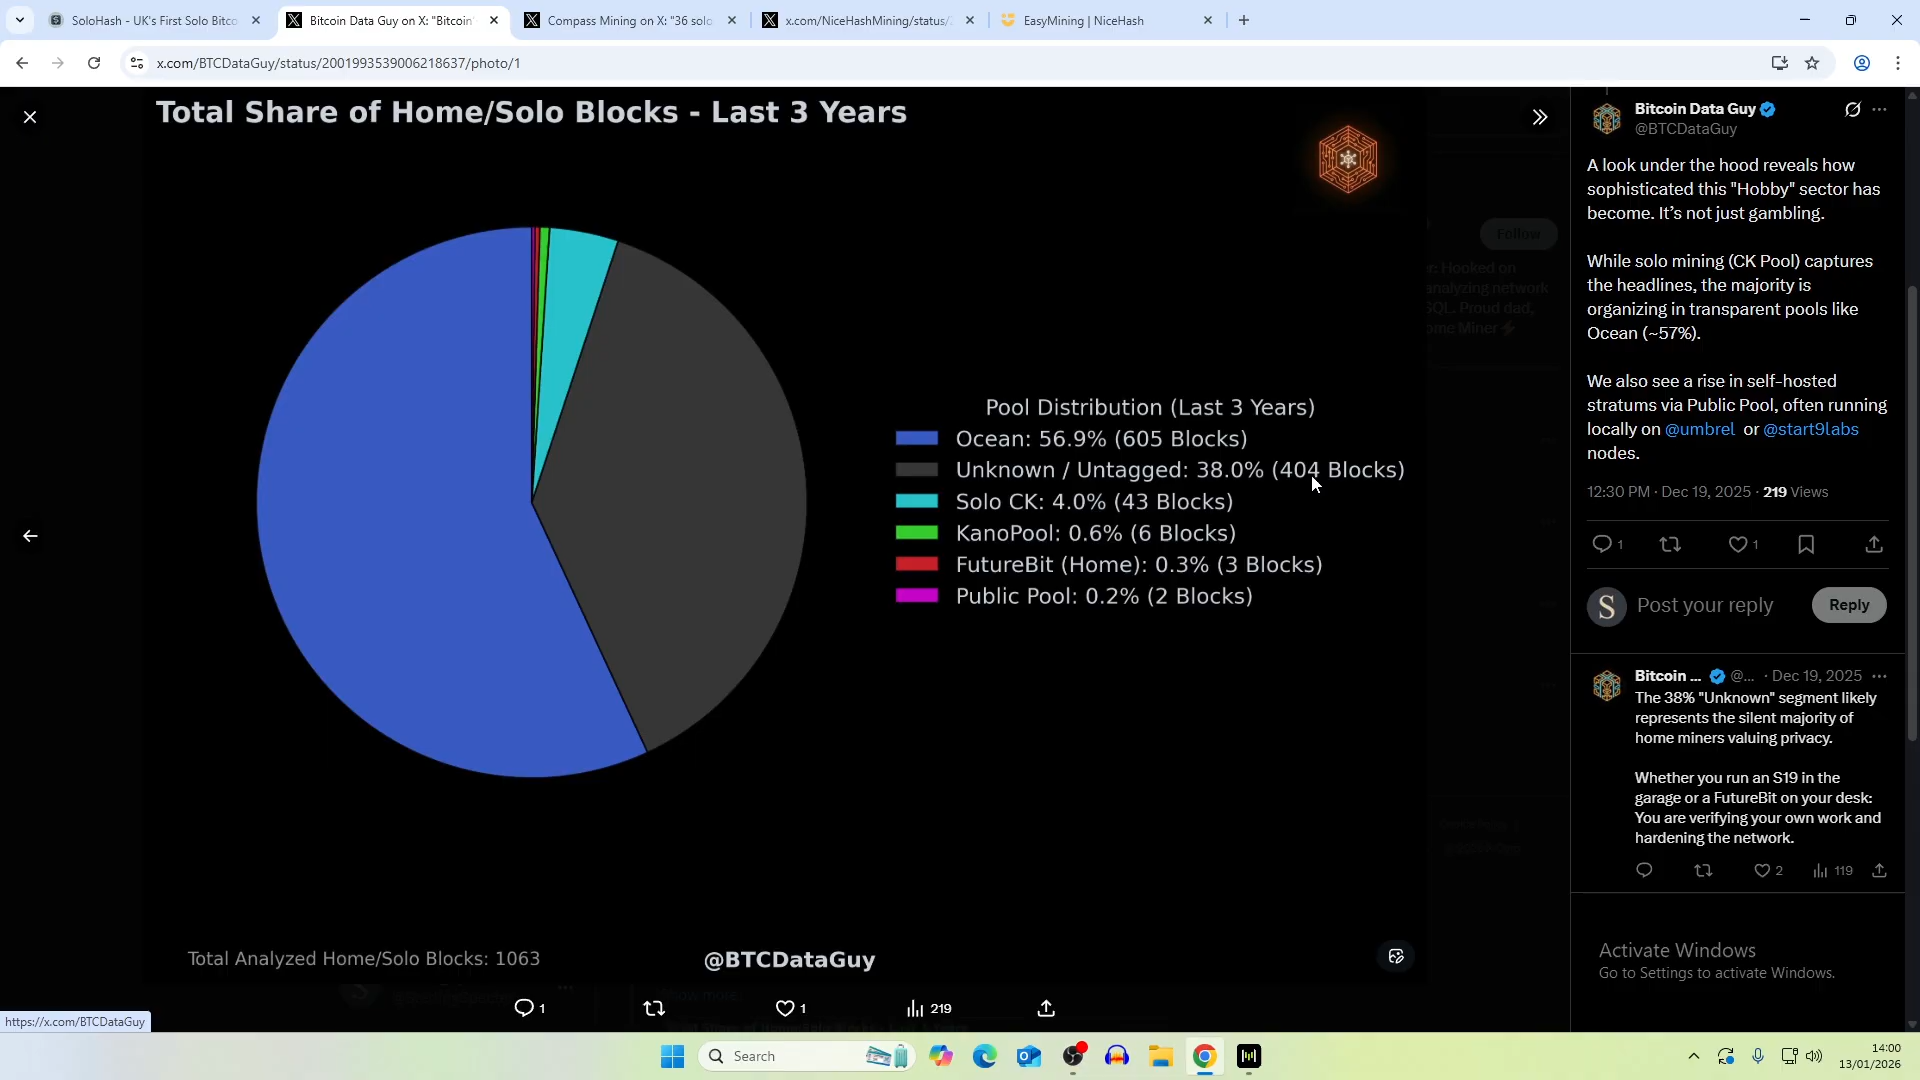 SoloHash - UK's First Solo Bitco
Bitcoin Data Guy on X: "Bitcoin
Compass Mining on X: "36 solo
x.com/NiceHashMining/status/
EasyMining | NiceHash
x.com/BTCDataGuy/status/2001993539006218637/photo/1
Total Share of Home/Solo Blocks - Last 3 Years
Pool Distribution (Last 3 Years)
Ocean: 56.9% (605 Blocks)
Unknown / Untagged: 38.0% (404 Blocks)
Solo CK: 4.0% (43 Blocks)
KanoPool: 0.6% (6 Blocks)
FutureBit (Home): 0.3% (3 Blocks)
Public Pool: 0.2% (2 Blocks)
Total Analyzed Home/Solo Blocks: 1063
@BTCDataGuy
1
1
219
Follow
Bitcoin Data Guy
@BTCDataGuy
A look under the hood reveals how
sophisticated this "Hobby" sector has
become. It’s not just gambling.
While solo mining (CK Pool) captures
the headlines, the majority is
organizing in transparent pools like
Ocean (~57%).
We also see a rise in self-hosted
stratums via Public Pool, often running
locally on @umbrel or @start9labs
nodes.
12:30 PM · Dec 19, 2025 · 219 Views
1
1
S
Post your reply
Reply
Bitcoin ... @... · Dec 19, 2025
The 38% "Unknown" segment likely
represents the silent majority of
home miners valuing privacy.
Whether you run an S19 in the
garage or a FutureBit on your desk:
You are verifying your own work and
hardening the network.
2
119
Activate Windows
Go to Settings to activate Windows.
https://x.com/BTCDataGuy
Search
14:00
13/01/2026